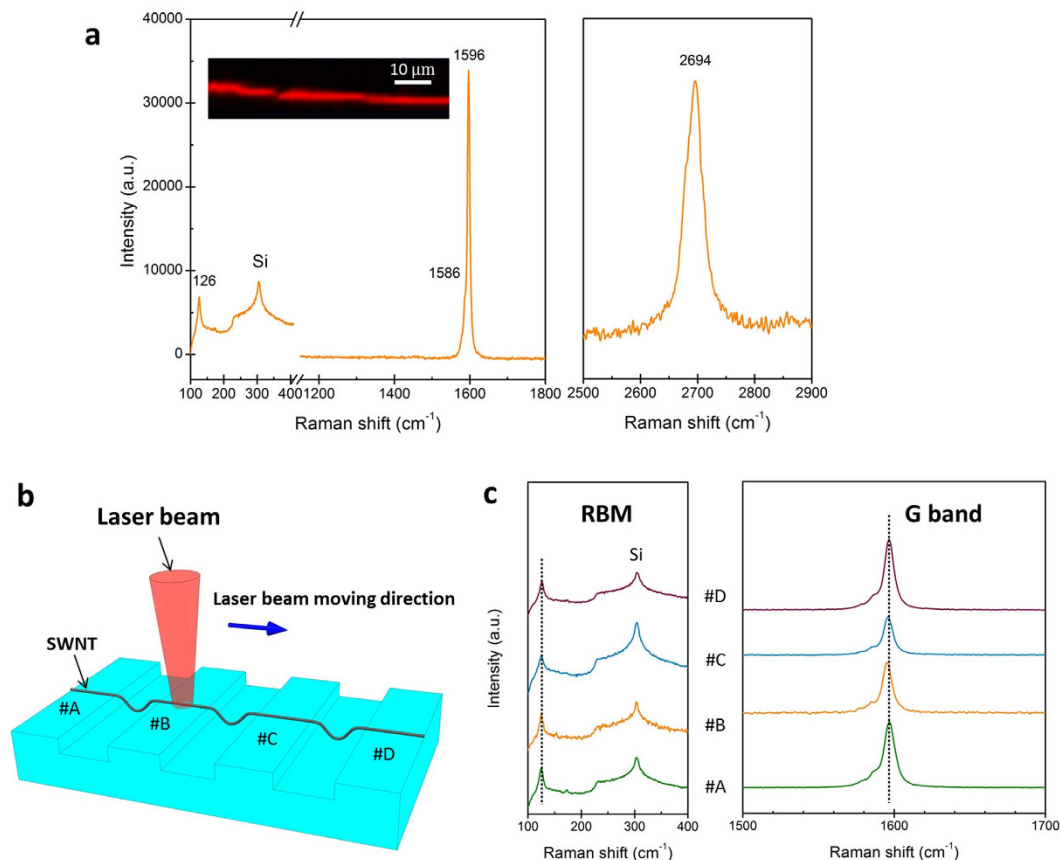 a
40000
30000
20000
10000
0
Intensity (a.u.)
10 μm
126
Si
1586
1596
100 200 300 400 1200 1400 1600 1800
Raman shift (cm⁻¹)
2694
2500 2600 2700 2800 2900
Raman shift (cm⁻¹)
b
Laser beam
Laser beam moving direction
SWNT
#A
#B
#C
#D
c
RBM
Si
Intensity (a.u.)
100 200 300 400
Raman shift (cm⁻¹)
#D
#C
#B
#A
G band
1500 1600 1700
Raman shift (cm⁻¹)